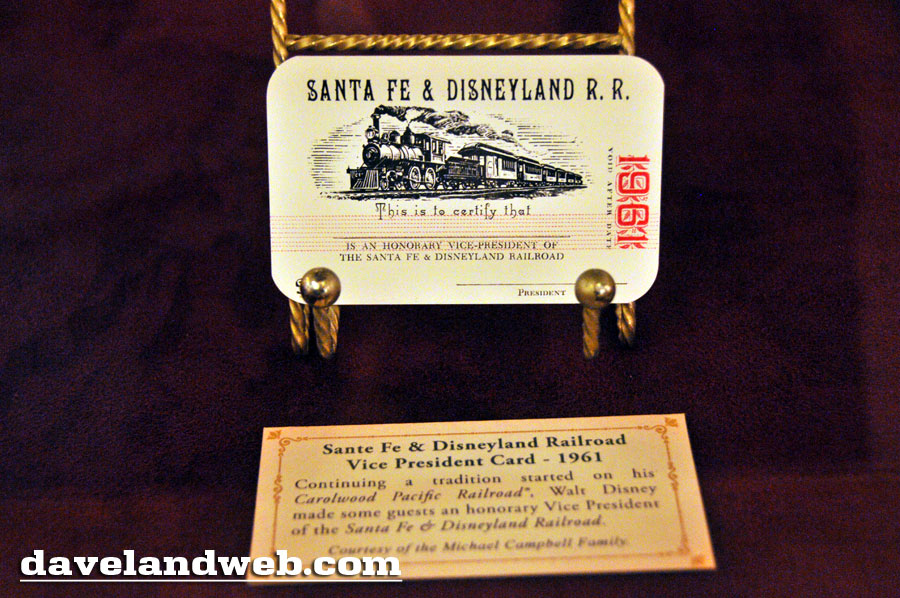 SANTA FE & DISNEYLAND R. R.
This is to certify that
VOID AFTER DATE
1961
IS AN HONORARY VICE-PRESIDENT OF
THE SANTA FE & DISNEYLAND RAILROAD
PRESIDENT
Sante Fe & Disneyland Railroad
Vice President Card - 1961
Continuing a tradition started on his
Carolwood Pacific Railroad", Walt Disney
made some guests an honorary Vice President
of the Sante Fe & Disneyland Railroad.
Courtesy of the Michael Campbell Family.
davelandweb.com